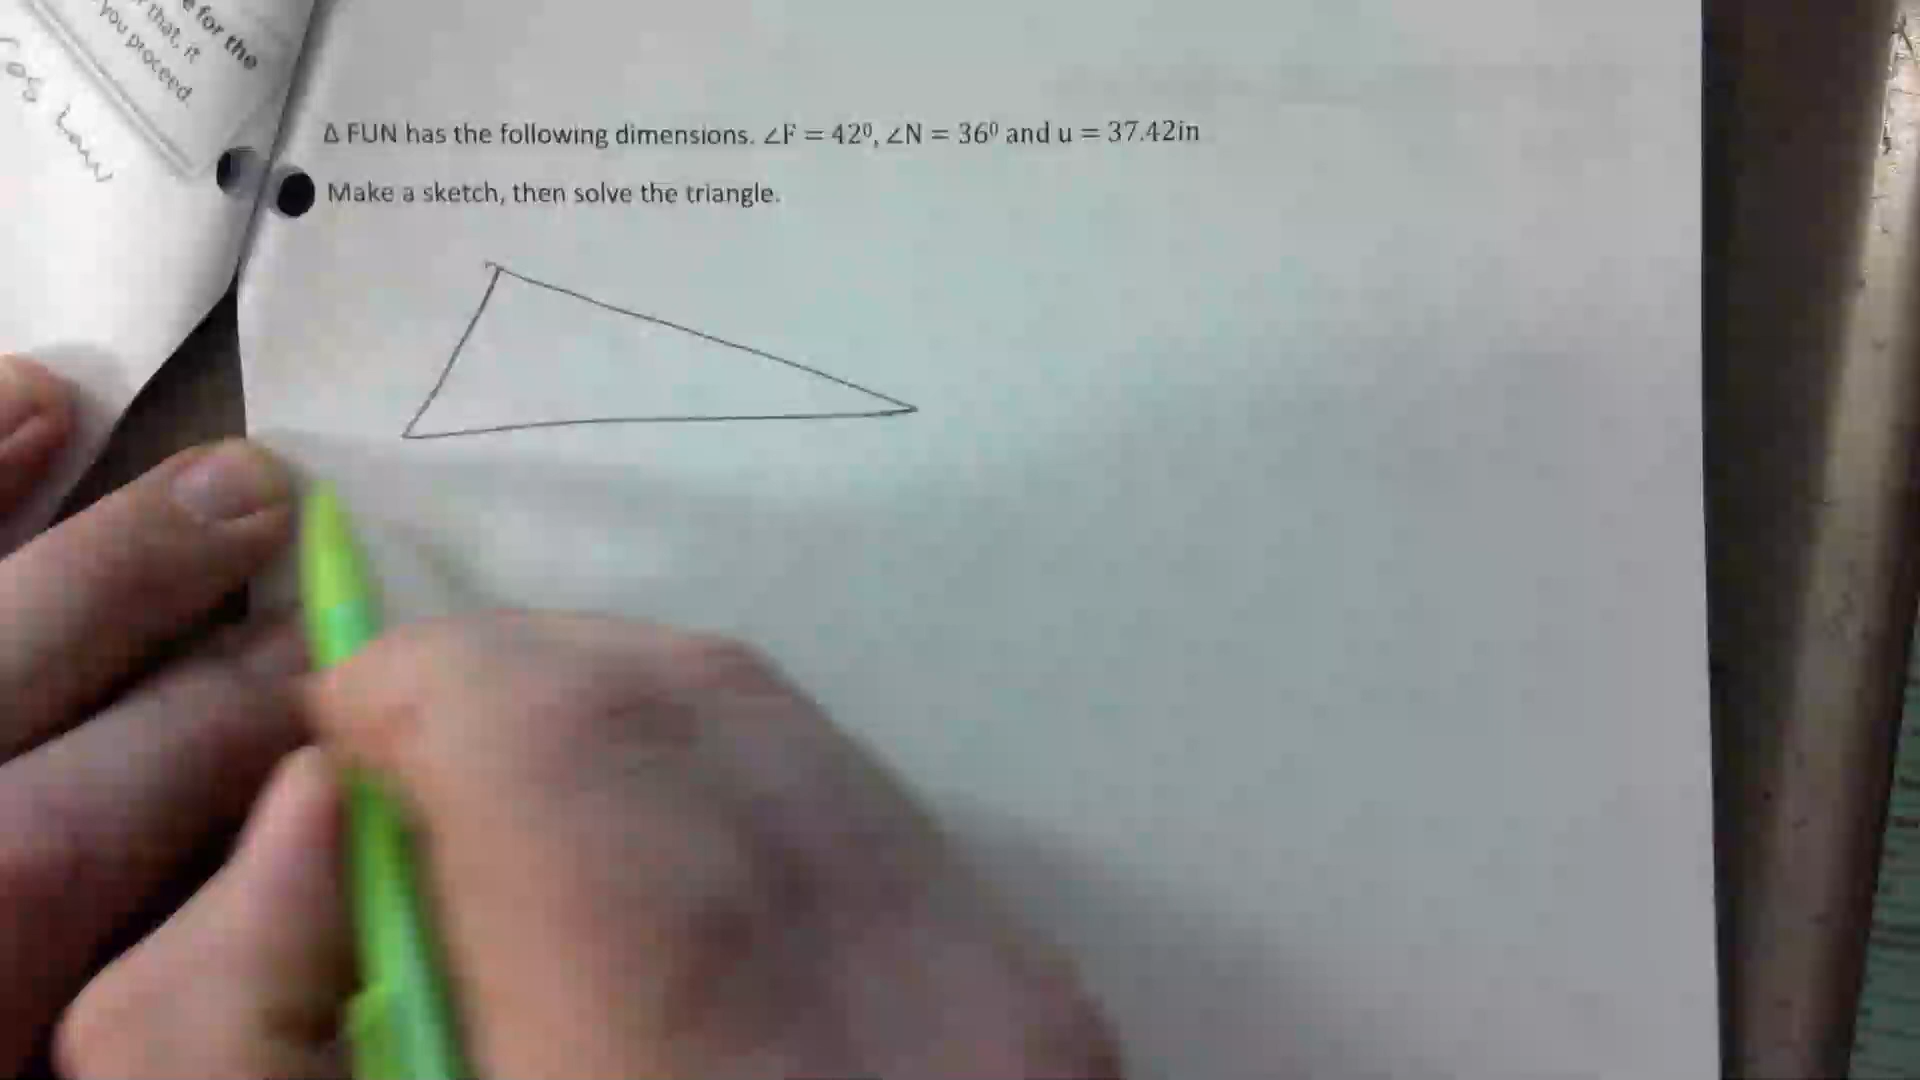 e for the
that, it
you proceed.
cos Law
Δ FUN has the following dimensions. ∠F = 42⁰, ∠N = 36⁰ and u = 37.42in
Make a sketch, then solve the triangle.